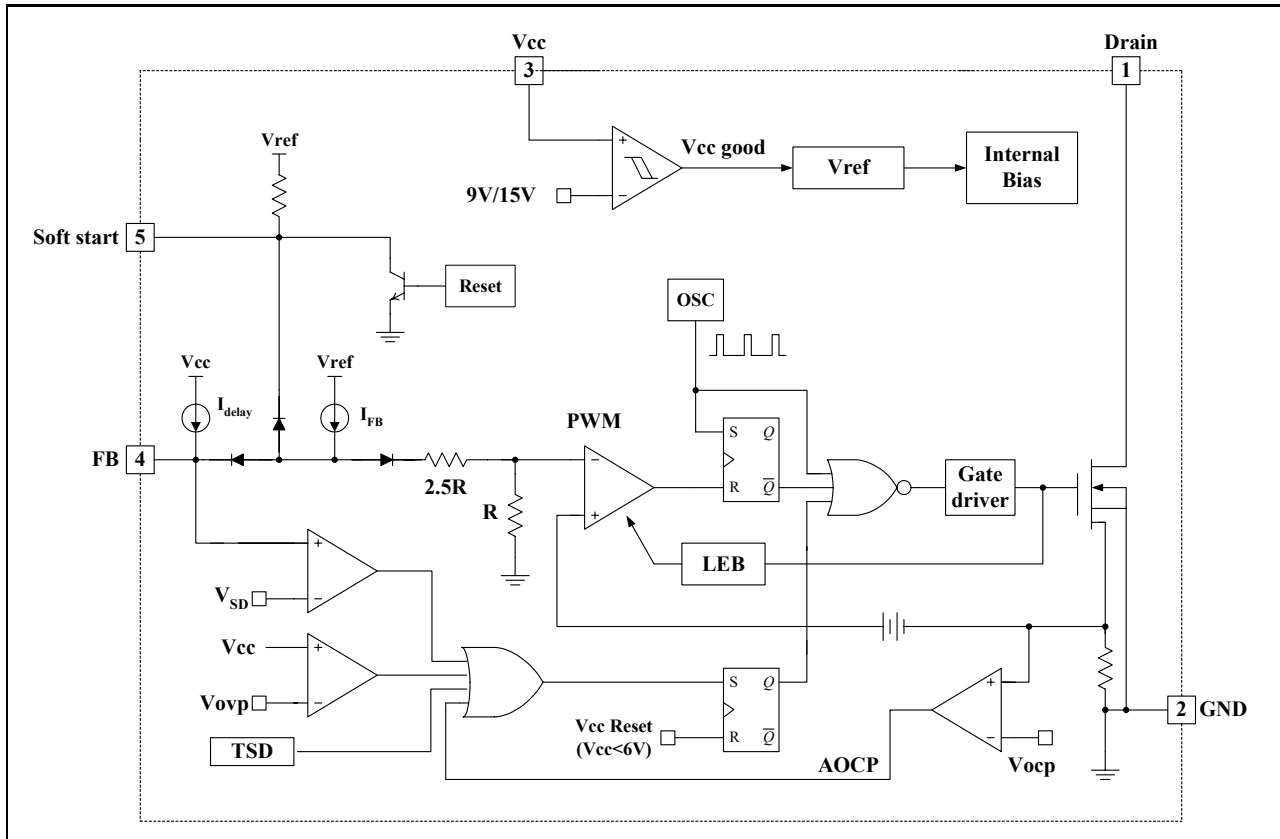 Vcc
3
Drain
1
Vref
Vcc good
Vref
Internal
Bias
9V/15V
Soft start
5
Reset
OSC
Vcc
Vref
I_delay
I_FB
PWM
S
Q
FB
4
2.5R
R
Q̅
Gate
driver
R
LEB
V_SD
Vcc
Vovp
S
Q
Vcc Reset
(Vcc<6V)
R
Q̅
2
GND
TSD
AOCP
Vocp